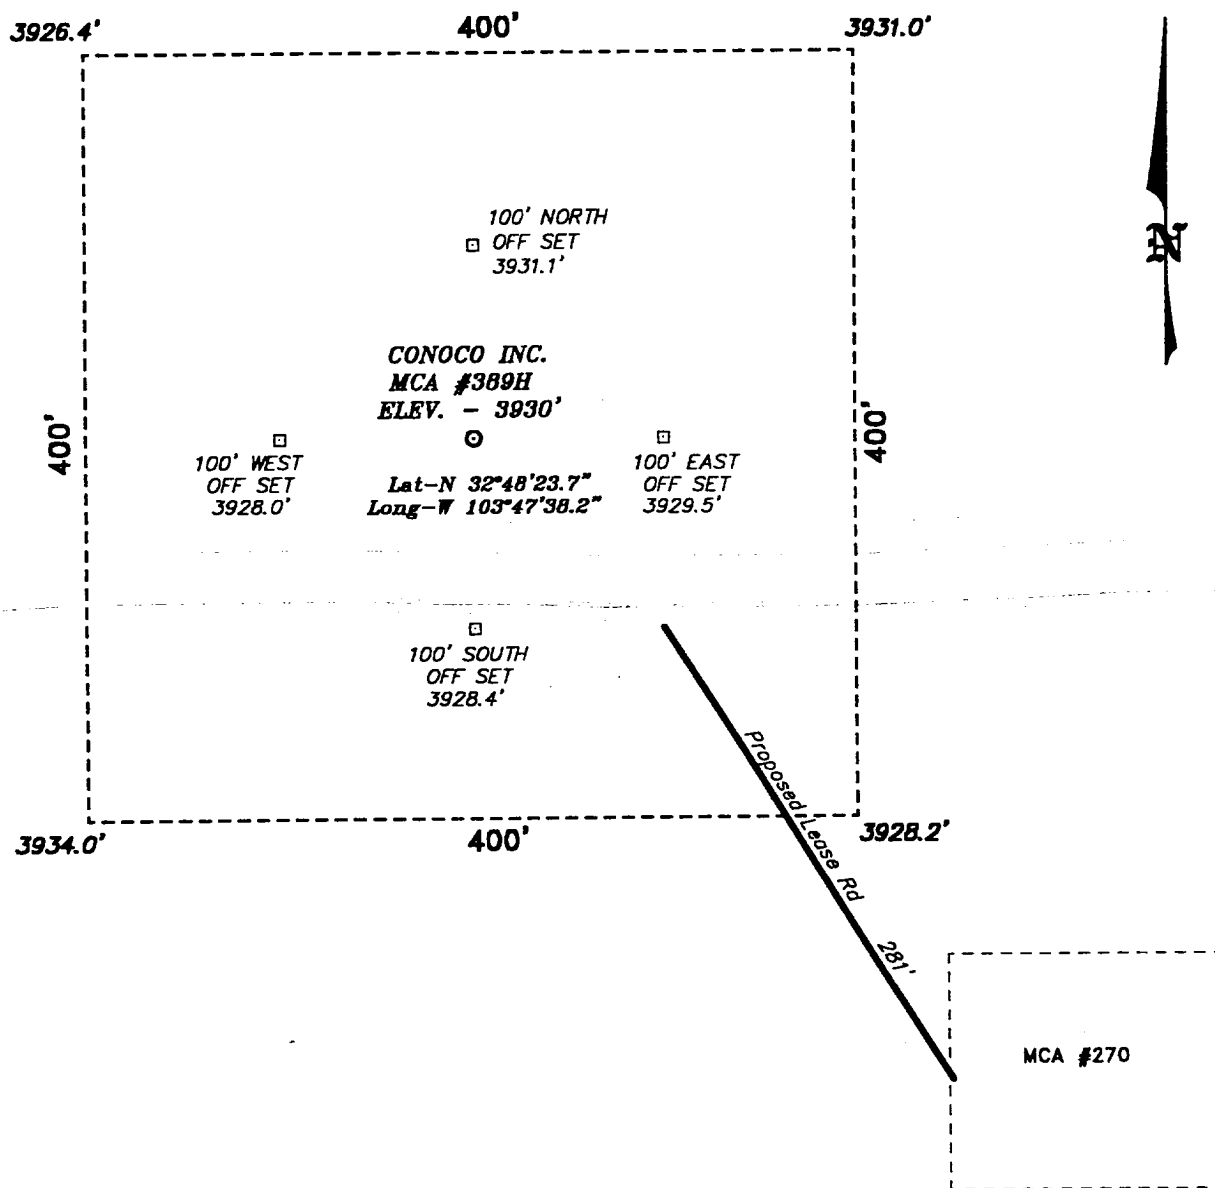 3926.4'
400'
3931.0'
N
100' NORTH
OFF SET
3931.1'
CONOCO INC.
MCA #389H
ELEV. - 3930'
400'
400'
100' WEST
OFF SET
3928.0'
Lat-N 32°48'23.7"
Long-W 103°47'38.2"
100' EAST
OFF SET
3929.5'
100' SOUTH
OFF SET
3928.4'
Proposed Lease Rd
281'
3934.0'
400'
3928.2'
MCA #270